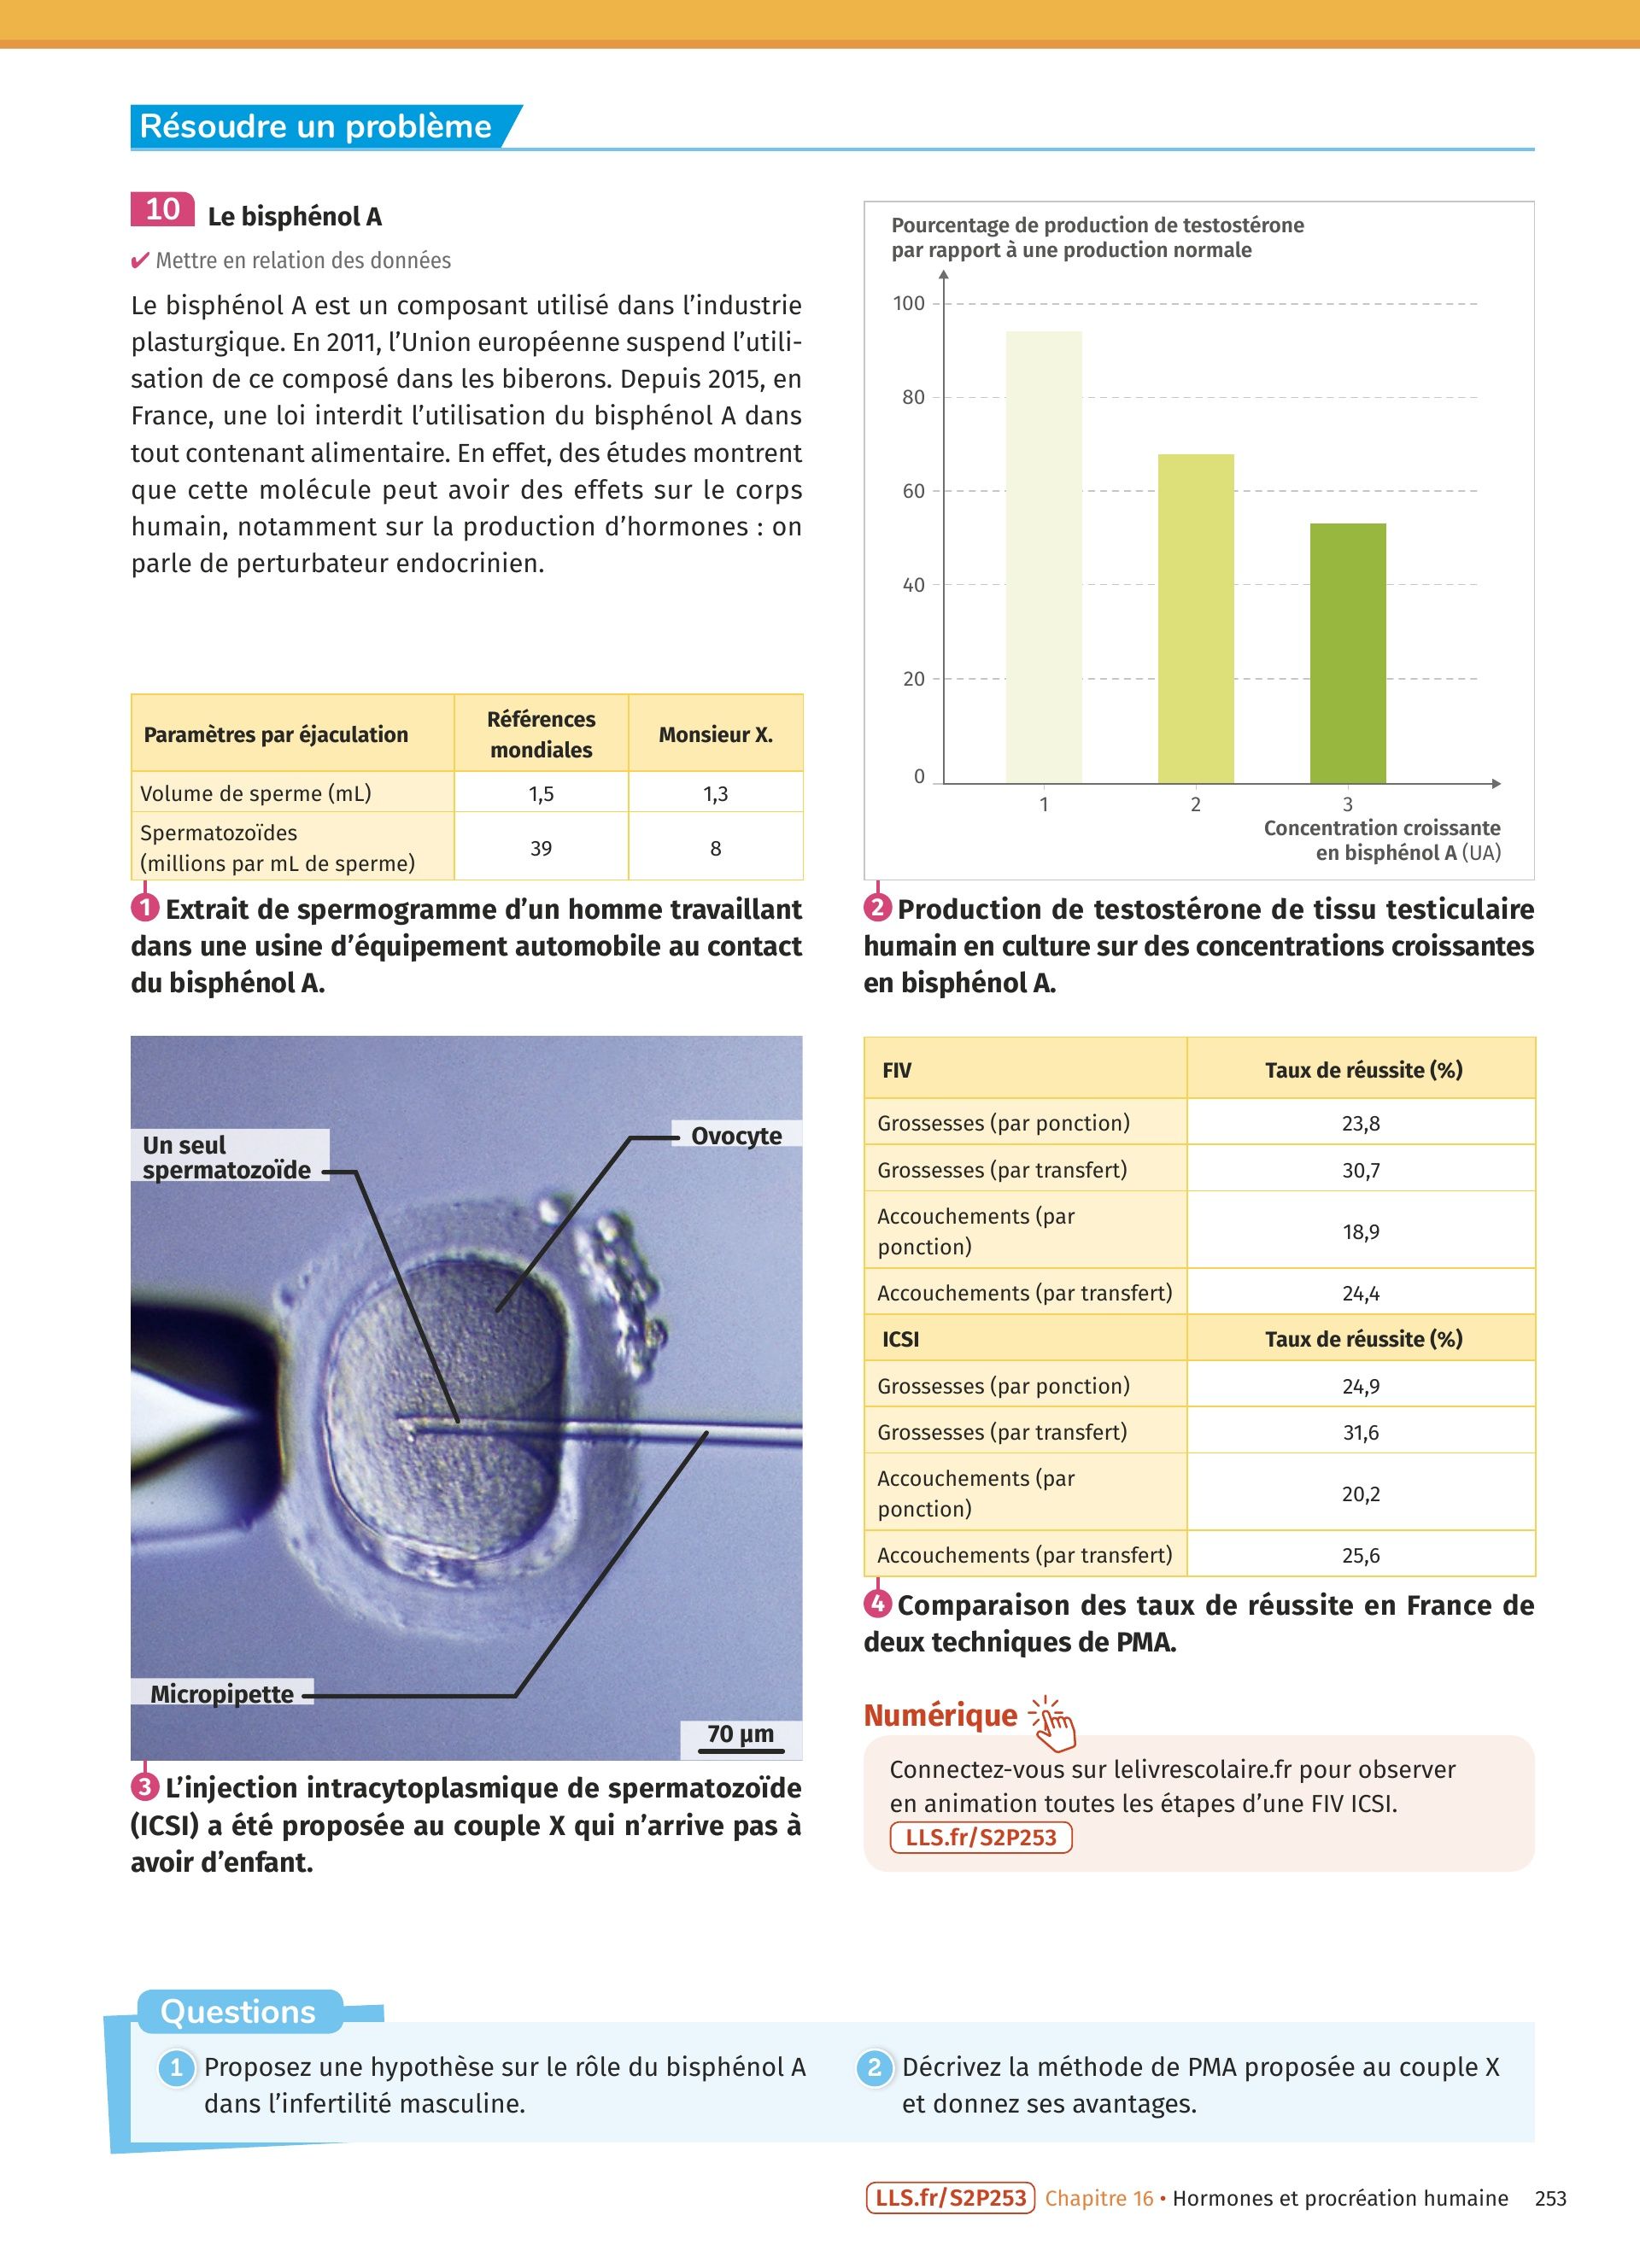 Résoudre un problème
10 Le bisphénol A
✔ Mettre en relation des données
Le bisphénol A est un composant utilisé dans l'industrie
plasturgique. En 2011, l'Union européenne suspend l'utili-
sation de ce composé dans les biberons. Depuis 2015, en
France, une loi interdit l'utilisation du bisphénol A dans
tout contenant alimentaire. En effet, des études montrent
que cette molécule peut avoir des effets sur le corps
humain, notamment sur la production d'hormones : on
parle de perturbateur endocrinien.
Paramètres par éjaculation
Références
mondiales
Monsieur X.
Volume de sperme (mL) 1,5 1,3
Spermatozoïdes
(millions par mL de sperme)
39 8
1 Extrait de spermogramme d'un homme travaillant
dans une usine d'équipement automobile au contact
du bisphénol A.
Pourcentage de production de testostérone
par rapport à une production normale
100
80
60
40
20
0
1 2 3
Concentration croissante
en bisphénol A (UA)
2 Production de testostérone de tissu testiculaire
humain en culture sur des concentrations croissantes
en bisphénol A.
Un seul
spermatozoïde
Ovocyte
Micropipette
70 µm
3 L'injection intracytoplasmique de spermatozoïde
(ICSI) a été proposée au couple X qui n'arrive pas à
avoir d'enfant.
FIV Taux de réussite (%)
Grossesses (par ponction) 23,8
Grossesses (par transfert) 30,7
Accouchements (par
ponction)
18,9
Accouchements (par transfert) 24,4
ICSI Taux de réussite (%)
Grossesses (par ponction) 24,9
Grossesses (par transfert) 31,6
Accouchements (par
ponction)
20,2
Accouchements (par transfert) 25,6
4 Comparaison des taux de réussite en France de
deux techniques de PMA.
Numérique
Connectez-vous sur lelivrescolaire.fr pour observer
en animation toutes les étapes d'une FIV ICSI.
LLS.fr/S2P253
Questions
1 Proposez une hypothèse sur le rôle du bisphénol A
dans l'infertilité masculine.
2 Décrivez la méthode de PMA proposée au couple X
et donnez ses avantages.
LLS.fr/S2P253 Chapitre 16 • Hormones et procréation humaine 253